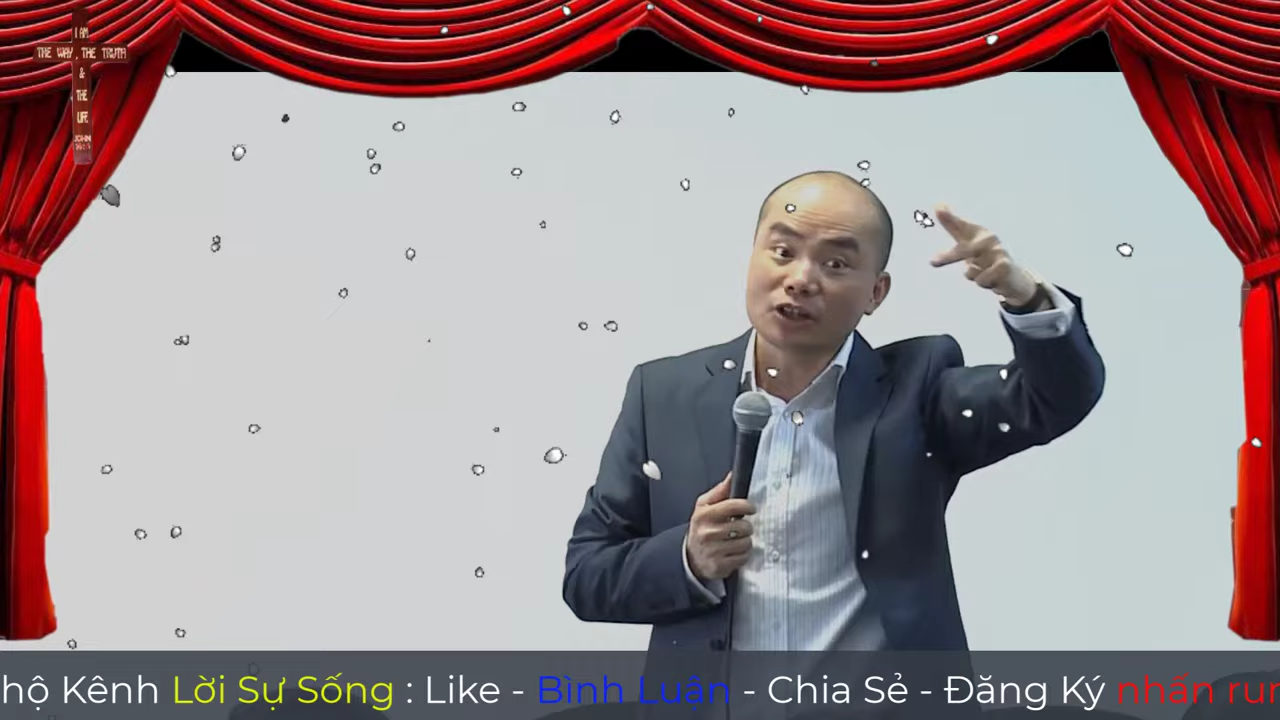 I AM
THE WAY, THE TRUTH
&
THE
LIFE
JOHN
hộ Kênh Lời Sự Sống : Like - Bình Luận - Chia Sẻ - Đăng Ký nhấn